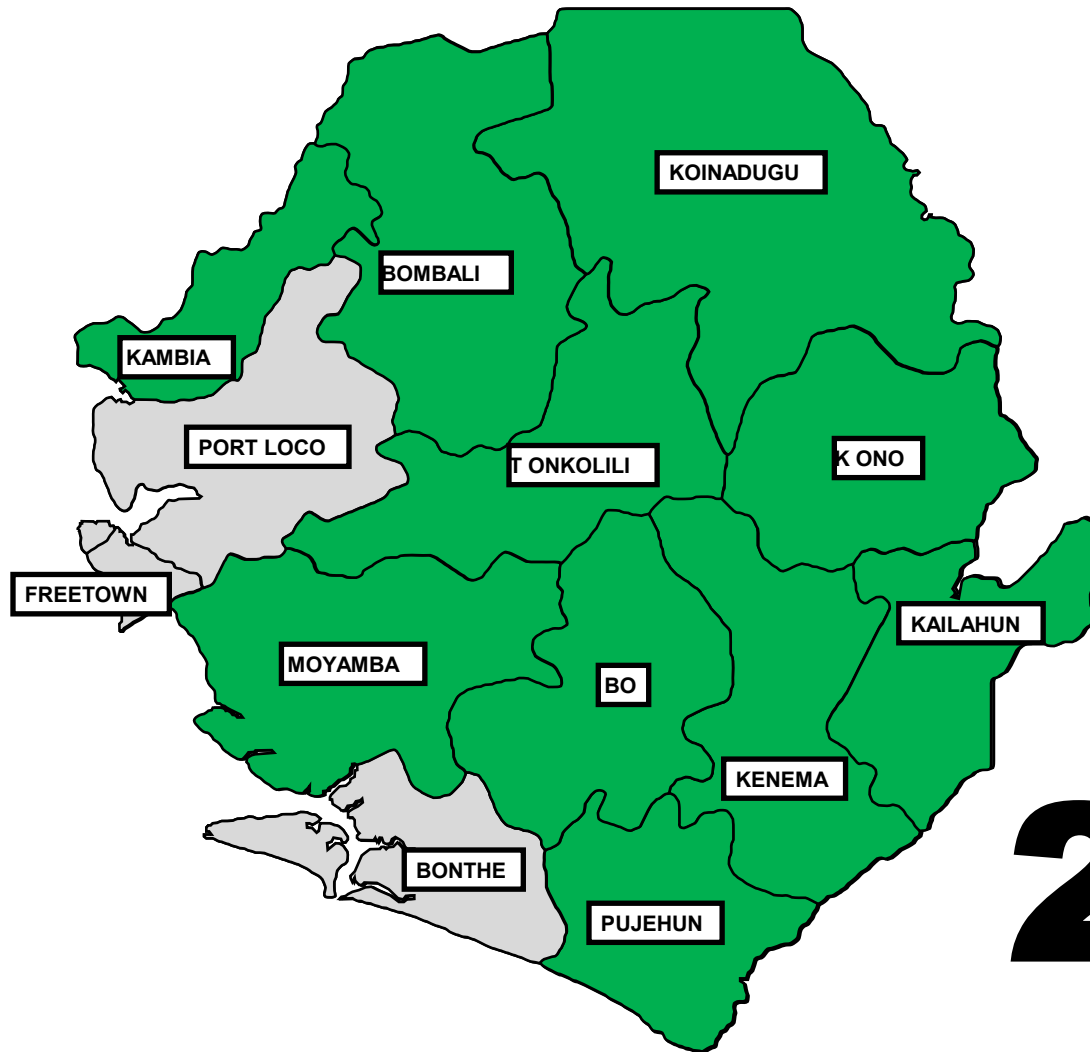 KOINADUGU
BOMBALI
KAMBIA
PORT LOCO
T ONKOLILI
K ONO
FREETOWN
KAILAHUN
MOYAMBA
BO
KENEMA
BONTHE
PUJEHUN
2